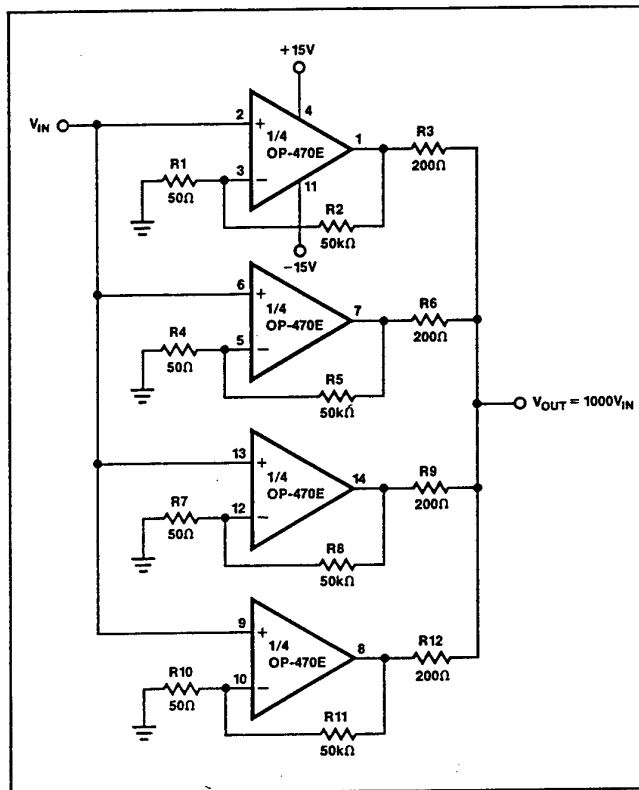 +15V
4
VIN
2
+
1/4
OP-470E
1
R3
200Ω
R1
50Ω
3
−
11
R2
50kΩ
−15V
6
+
1/4
OP-470E
7
R6
200Ω
R4
50Ω
5
−
R5
50kΩ
VOUT = 1000VIN
13
+
1/4
OP-470E
14
R9
200Ω
R7
50Ω
12
−
R8
50kΩ
9
+
1/4
OP-470E
8
R12
200Ω
R10
50Ω
10
−
R11
50kΩ